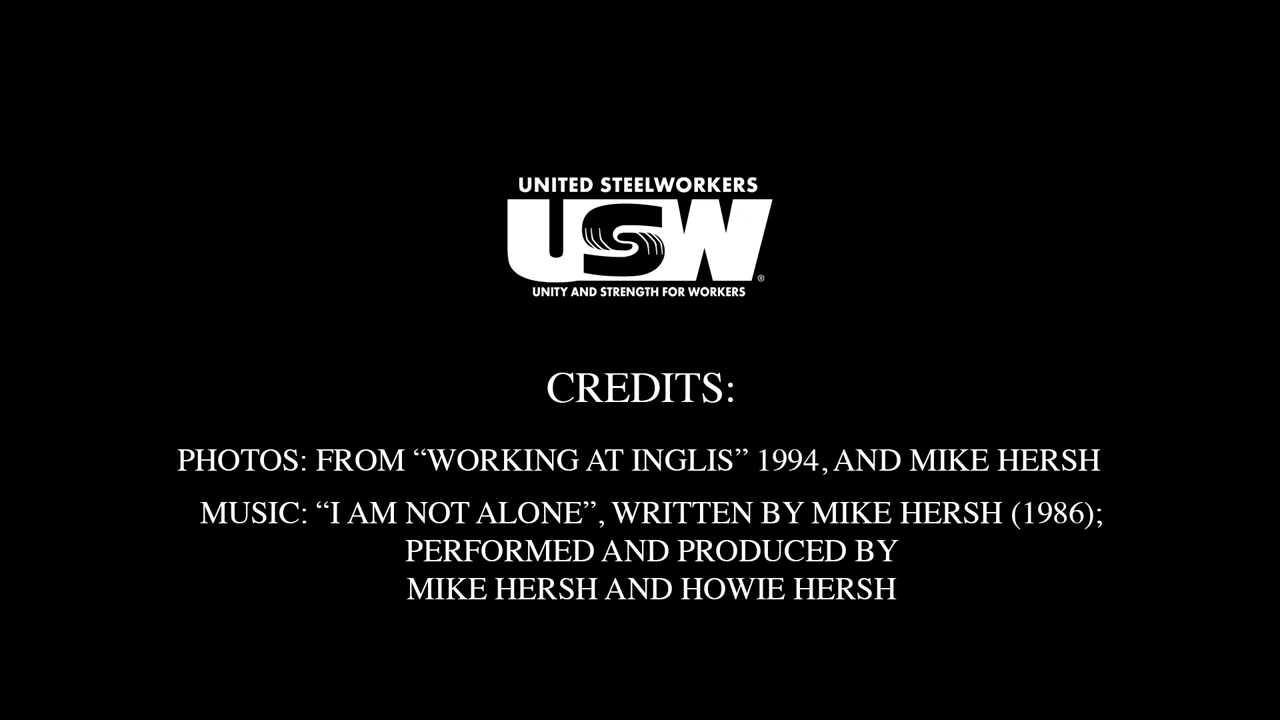 UNITED STEELWORKERS
USW®
UNITY AND STRENGTH FOR WORKERS
CREDITS:
PHOTOS: FROM “WORKING AT INGLIS” 1994, AND MIKE HERSH
MUSIC: “I AM NOT ALONE”, WRITTEN BY MIKE HERSH (1986);
PERFORMED AND PRODUCED BY
MIKE HERSH AND HOWIE HERSH